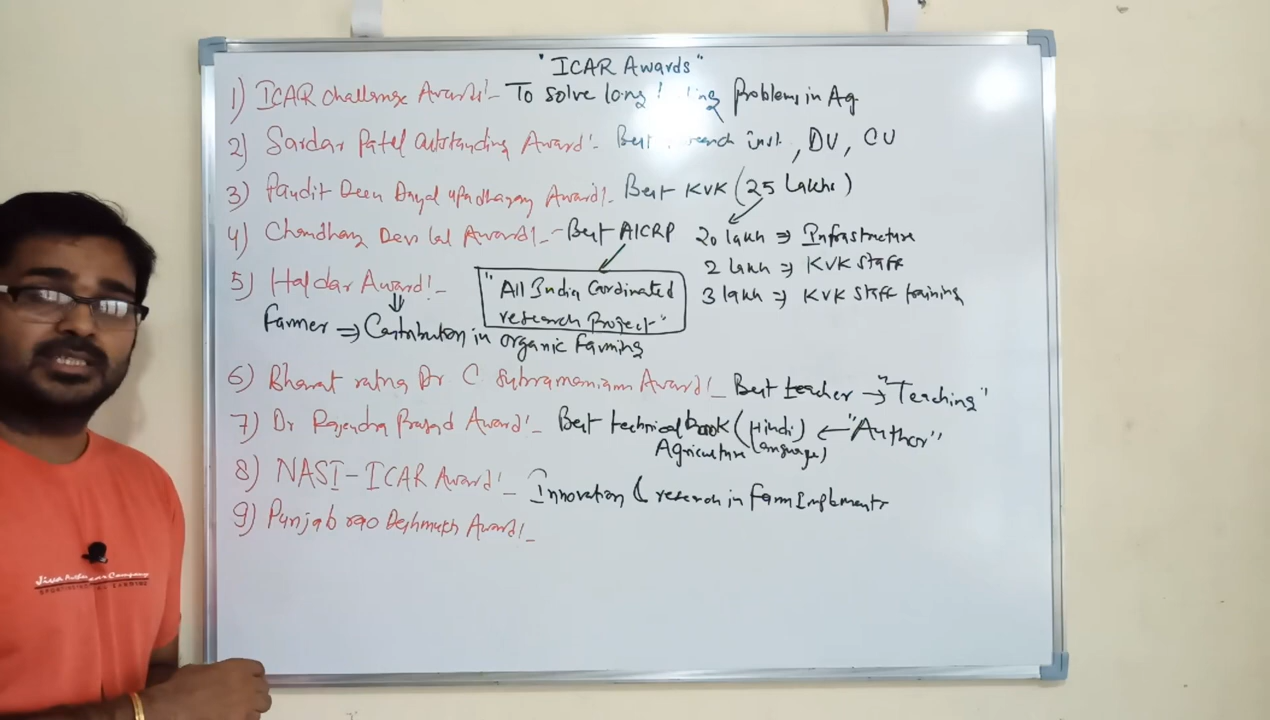 "ICAR Awards"
1) ICAR challenge Award:- To solve long Problems in Ag
2) Sardar Patel outstanding Award:- Best inst., DU, CU
3) Pandit Deen Dayal upadhayay Award:- Best KVK (25 lakhs)
4) Choudhary Devi lal Award:- Best AICRP
20 lakh ⇒ Infrastructure
2 lakh ⇒ KVK Staff
3 lakh ⇒ KVK Staff training
"All India Coordinated
research Project"
5) Haldar Award:-
Farmer ⇒ Contribution in organic Farming
6) Bharat ratna Dr C. Subramaniam Award:- Best teacher → "Teaching"
7) Dr Rajendra Prasad Award:- Best technical book (Hindi) ← "Author"
Agriculture language)
8) NASI-ICAR Award:- Innovation & research in Farm Implements
9) Punjab rao Deshmukh Award:-